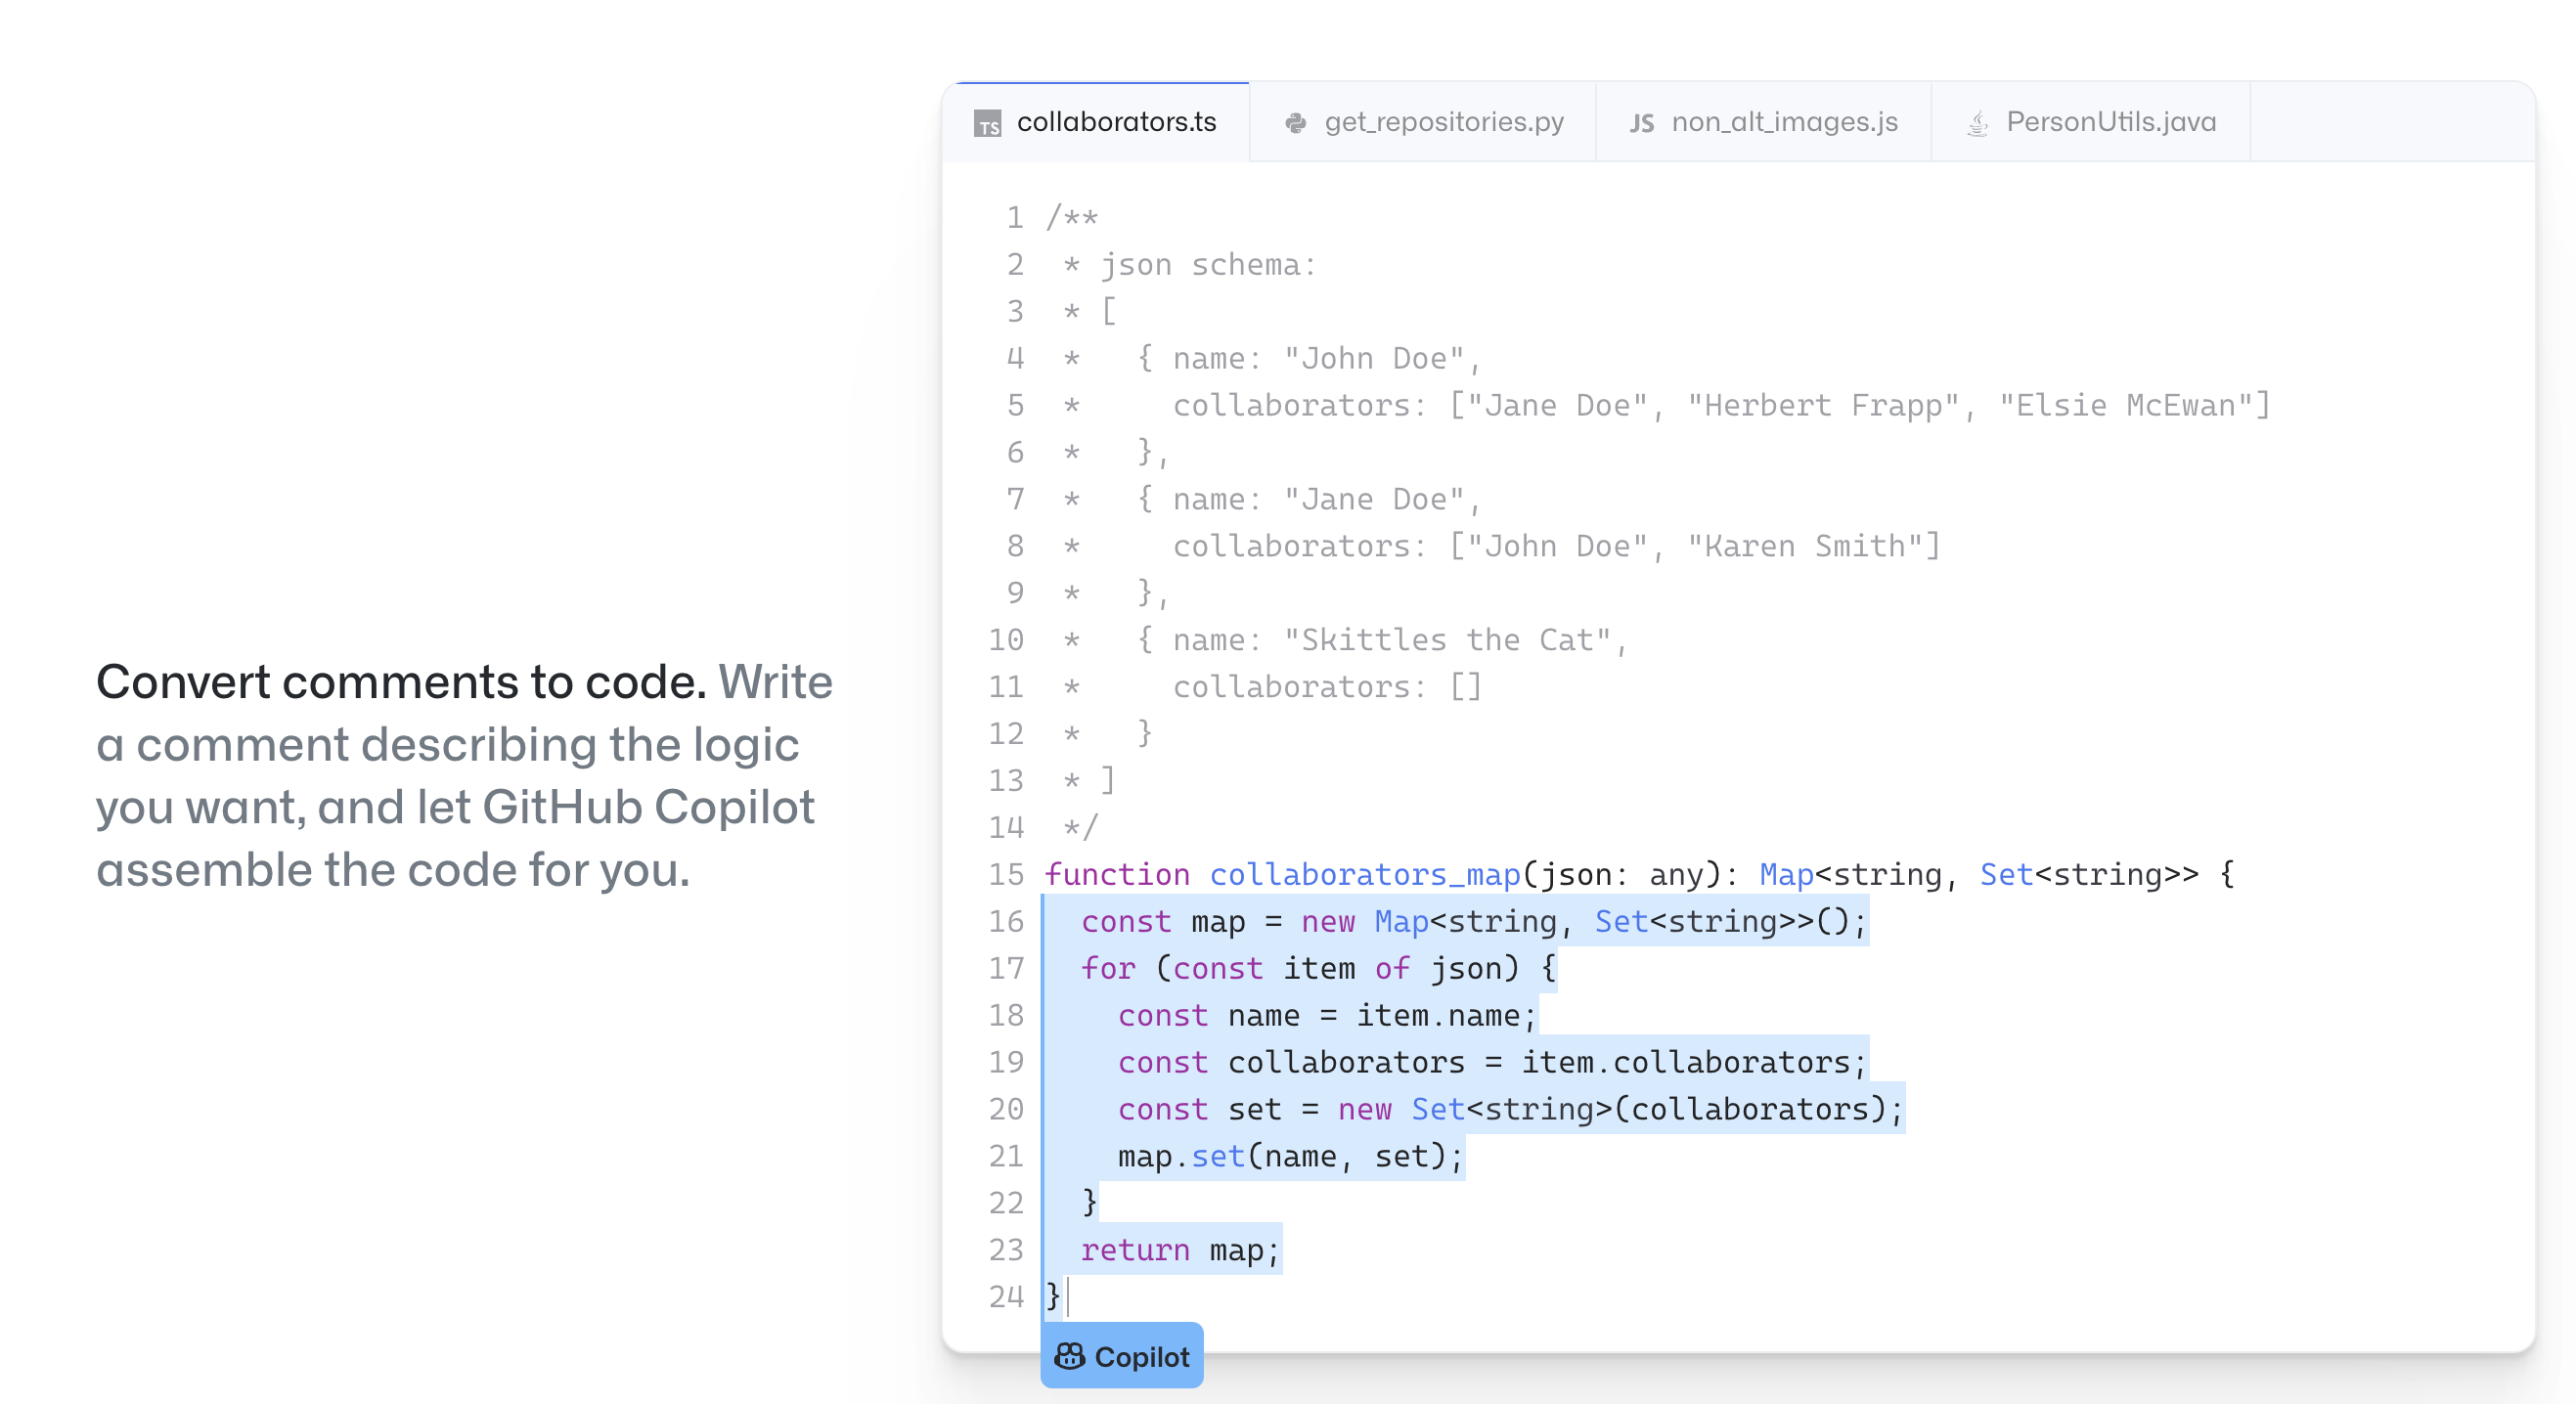 Convert comments to code. Write
a comment describing the logic
you want, and let GitHub Copilot
assemble the code for you.
TS collaborators.ts get_repositories.py JS non_alt_images.js PersonUtils.java
1 /**
2  * json schema:
3  * [
4  *   { name: "John Doe",
5  *     collaborators: ["Jane Doe", "Herbert Frapp", "Elsie McEwan"]
6  *   },
7  *   { name: "Jane Doe",
8  *     collaborators: ["John Doe", "Karen Smith"]
9  *   },
10  *   { name: "Skittles the Cat",
11  *     collaborators: []
12  *   }
13  * ]
14  */
15 function collaborators_map(json: any): Map<string, Set<string>> {
16   const map = new Map<string, Set<string>>();
17   for (const item of json) {
18     const name = item.name;
19     const collaborators = item.collaborators;
20     const set = new Set<string>(collaborators);
21     map.set(name, set);
22   }
23   return map;
24 }
Copilot